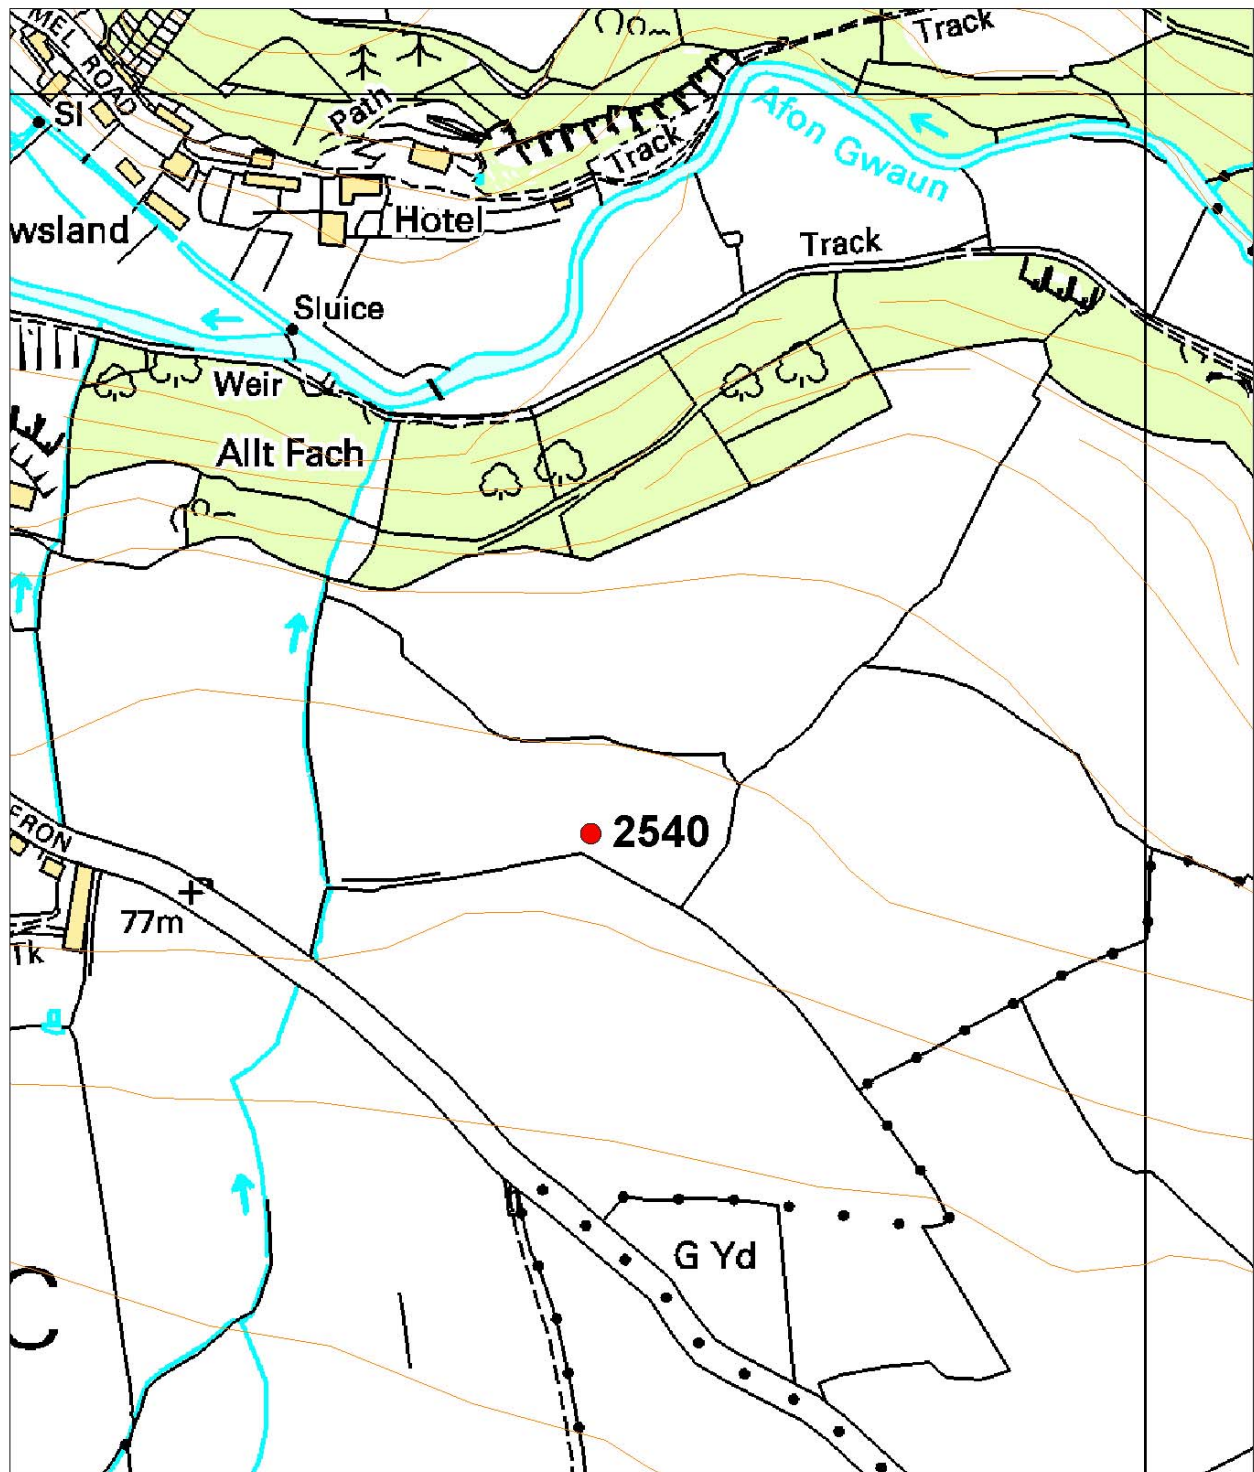 MEL ROAD
Track
Sl
Path
Track
Afon Gwaun
wsland
Hotel
Track
Sluice
Weir
Allt Fach
FRON
2540
77m
G Yd
C